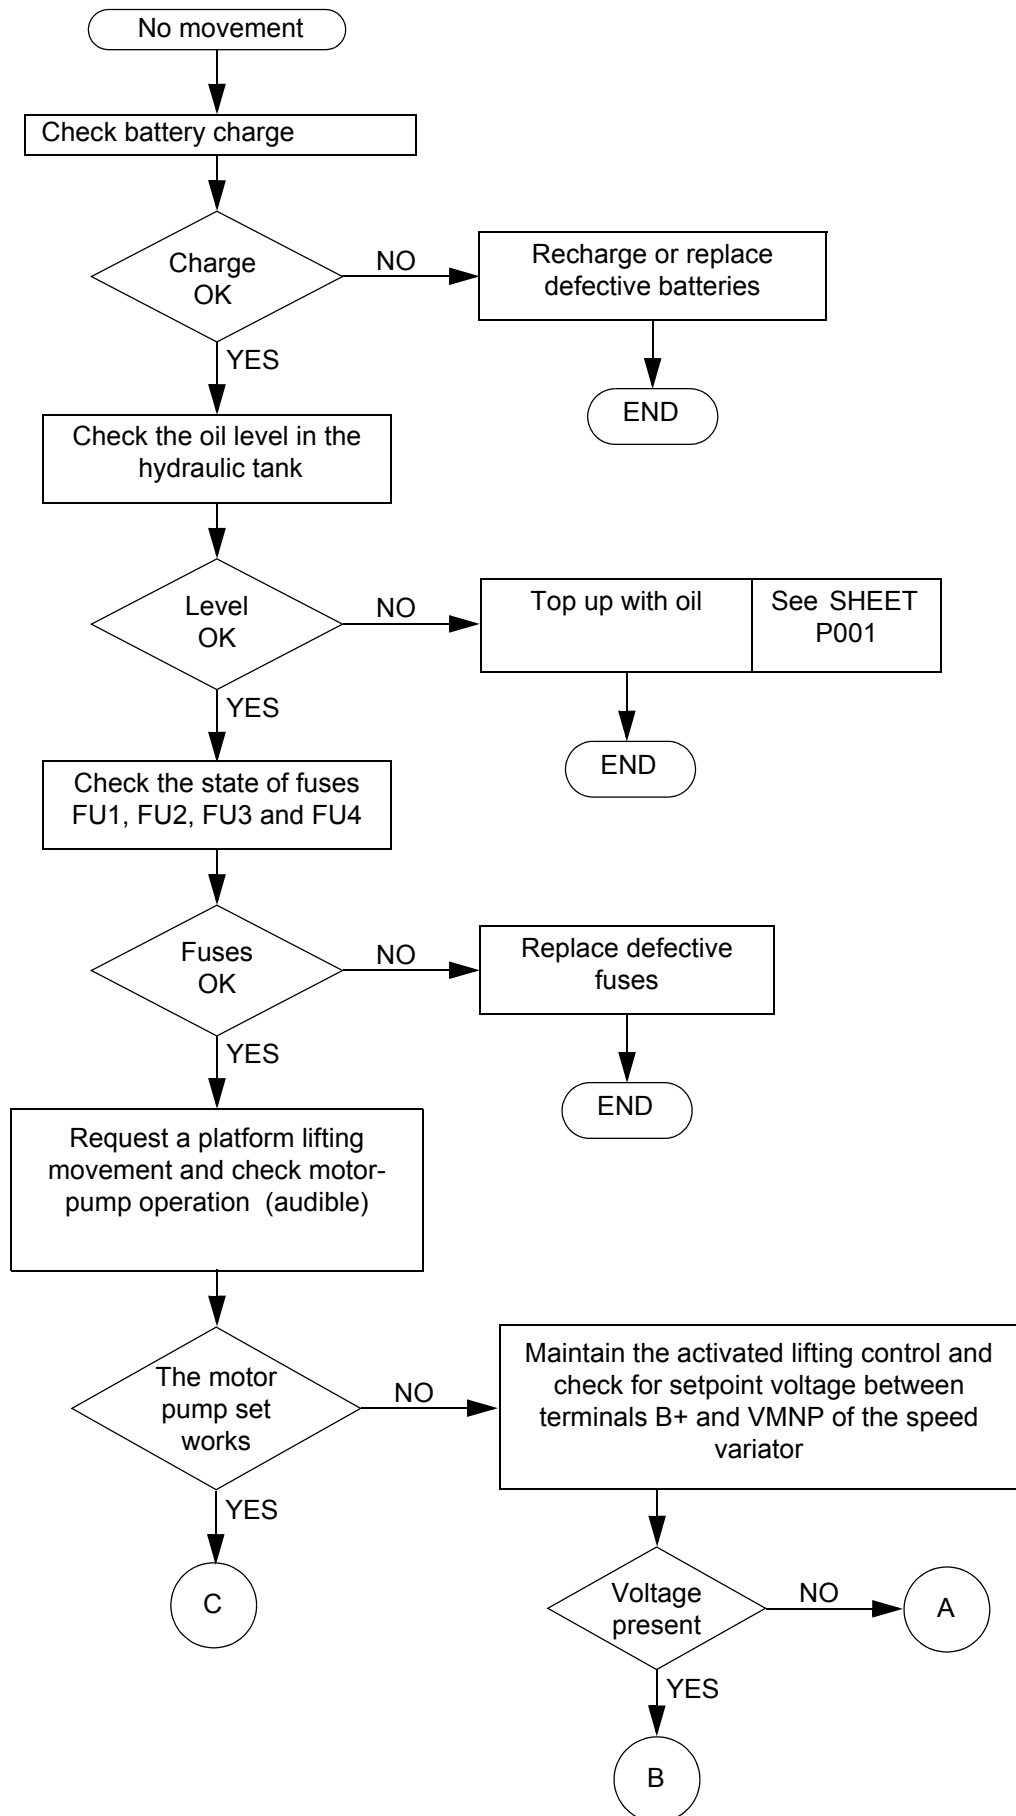 No movement
Check battery charge
Charge
OK
NO
Recharge or replace
defective batteries
YES
END
Check the oil level in the
hydraulic tank
Level
OK
NO
Top up with oil
See SHEET
P001
YES
END
Check the state of fuses
FU1, FU2, FU3 and FU4
Fuses
OK
NO
Replace defective
fuses
YES
END
Request a platform lifting
movement and check motor-
pump operation (audible)
The motor
pump set
works
NO
Maintain the activated lifting control and
check for setpoint voltage between
terminals B+ and VMNP of the speed
variator
YES
C
Voltage
present
NO
A
YES
B